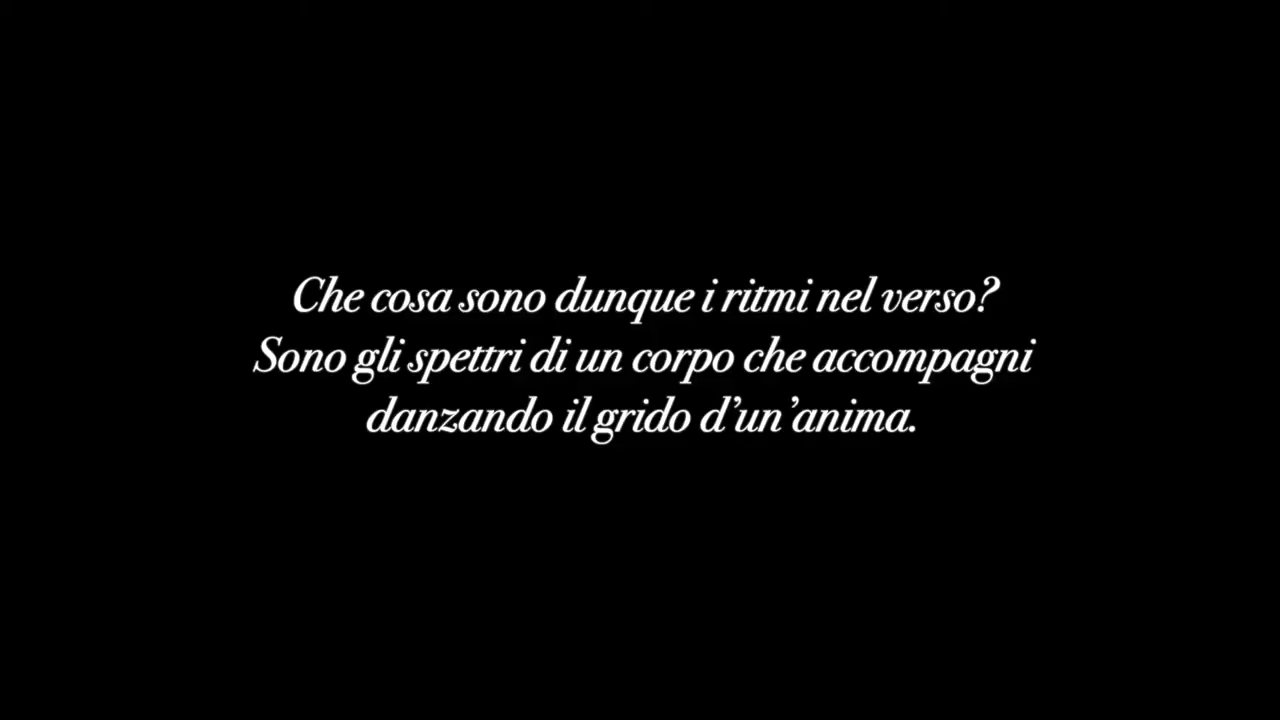 Che cosa sono dunque i ritmi nel verso?
Sono gli spettri di un corpo che accompagni
danzando il grido d’un’anima.